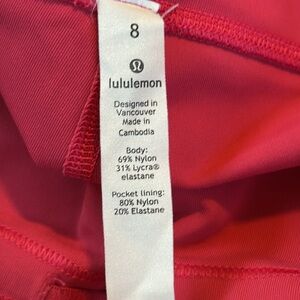 8
lululemon
Designed in
Vancouver
Made in
Cambodia
Body:
69% Nylon
31% Lycra®
elastane
Pocket lining:
80% Nylon
20% Elastane